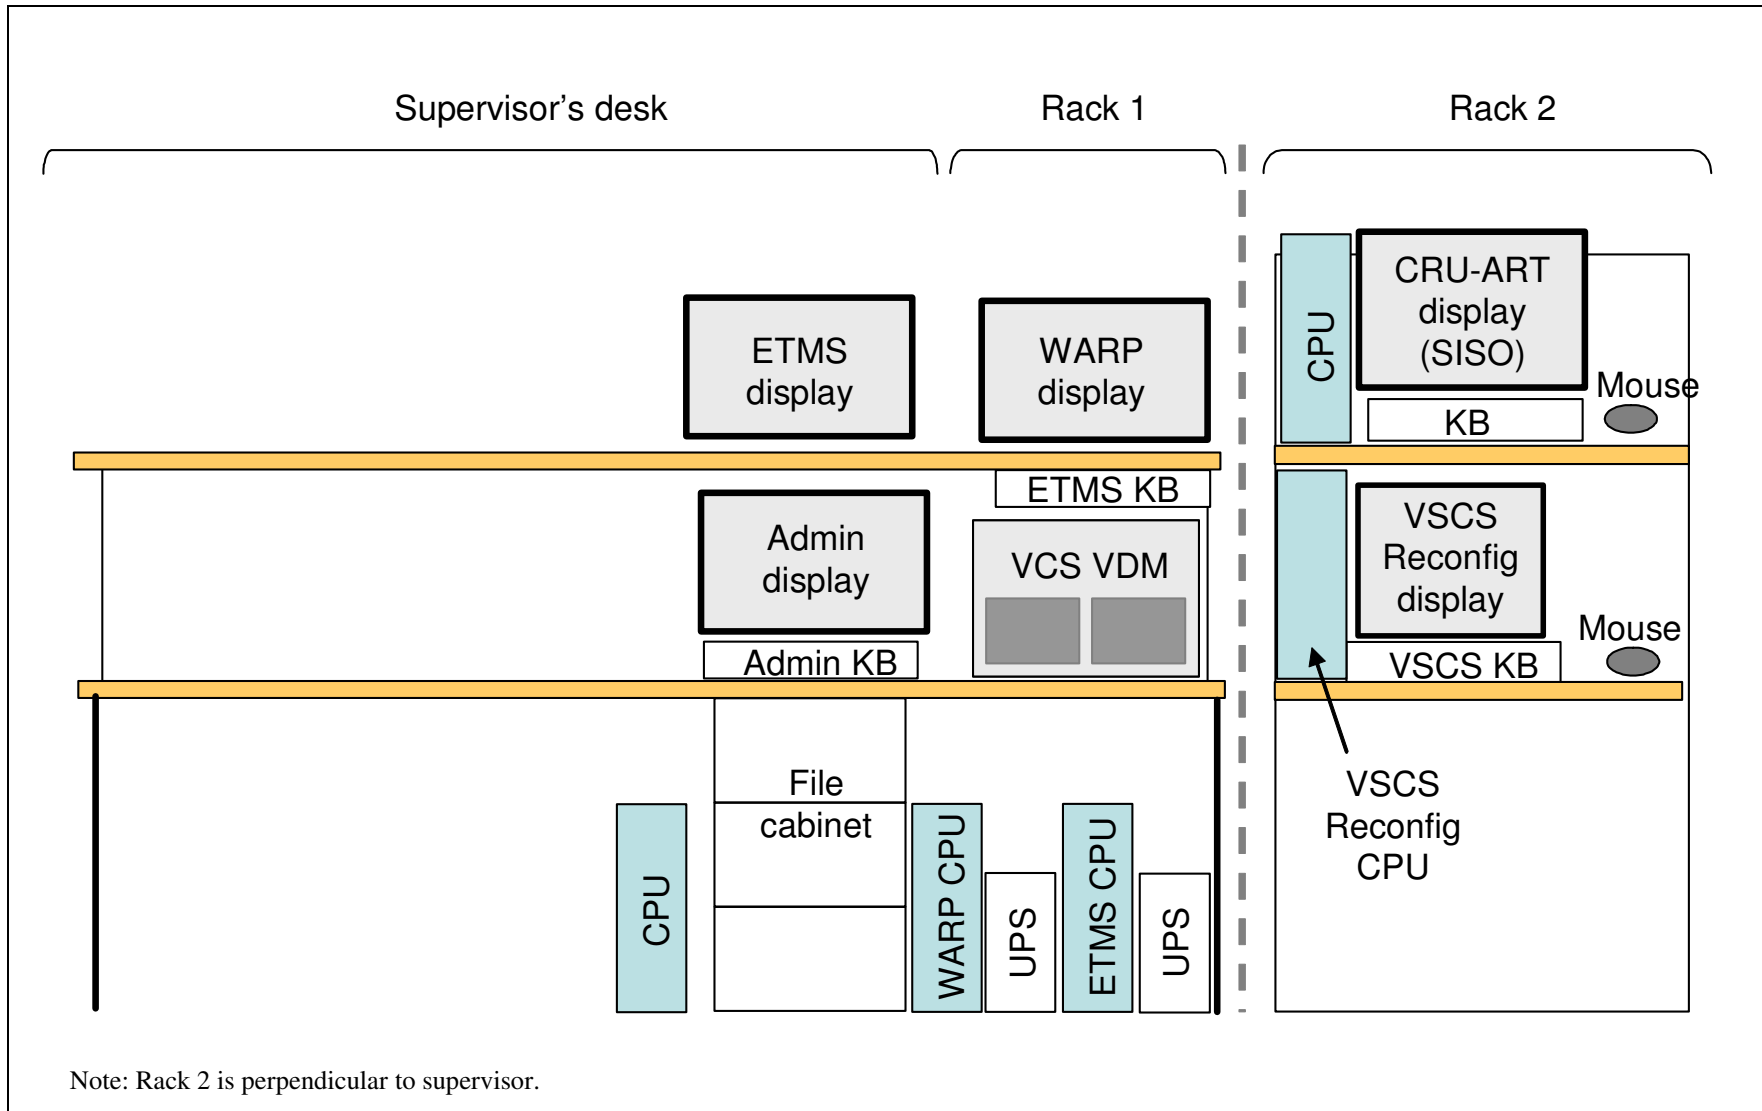 Supervisor's desk
Rack 1
Rack 2
ETMS
display
WARP
display
CPU
CRU-ART
display
(SISO)
Mouse
KB
ETMS KB
Admin
display
VCS VDM
VSCS
Reconfig
display
Mouse
Admin KB
VSCS KB
File
cabinet
CPU
WARP CPU
UPS
ETMS CPU
UPS
VSCS
Reconfig
CPU
Note: Rack 2 is perpendicular to supervisor.